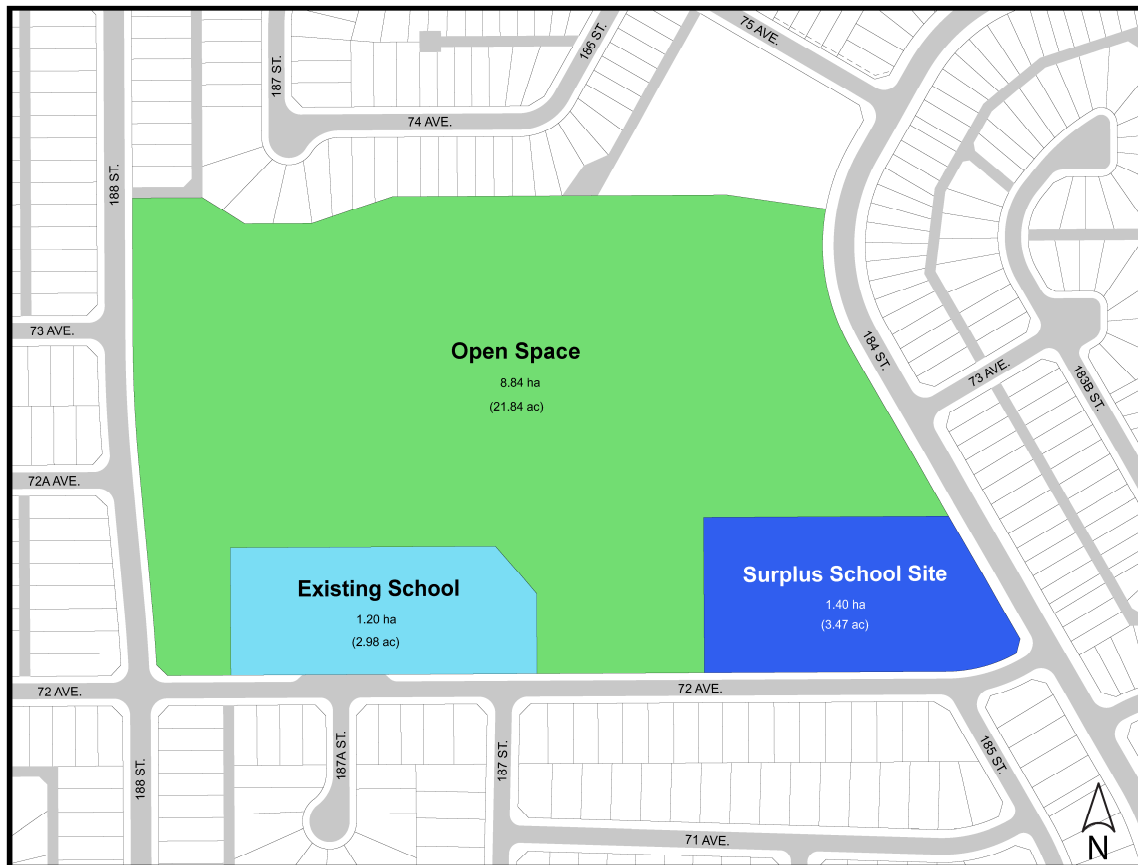 75 AVE.
186 ST.
187 ST.
74 AVE.
188 ST.
73 AVE.
184 ST.
Open Space
8.84 ha
(21.84 ac)
73 AVE.
183B ST.
72A AVE.
Existing School
1.20 ha
(2.98 ac)
Surplus School Site
1.40 ha
(3.47 ac)
72 AVE.
72 AVE.
188 ST.
187A ST.
187 ST.
185 ST.
71 AVE.
N